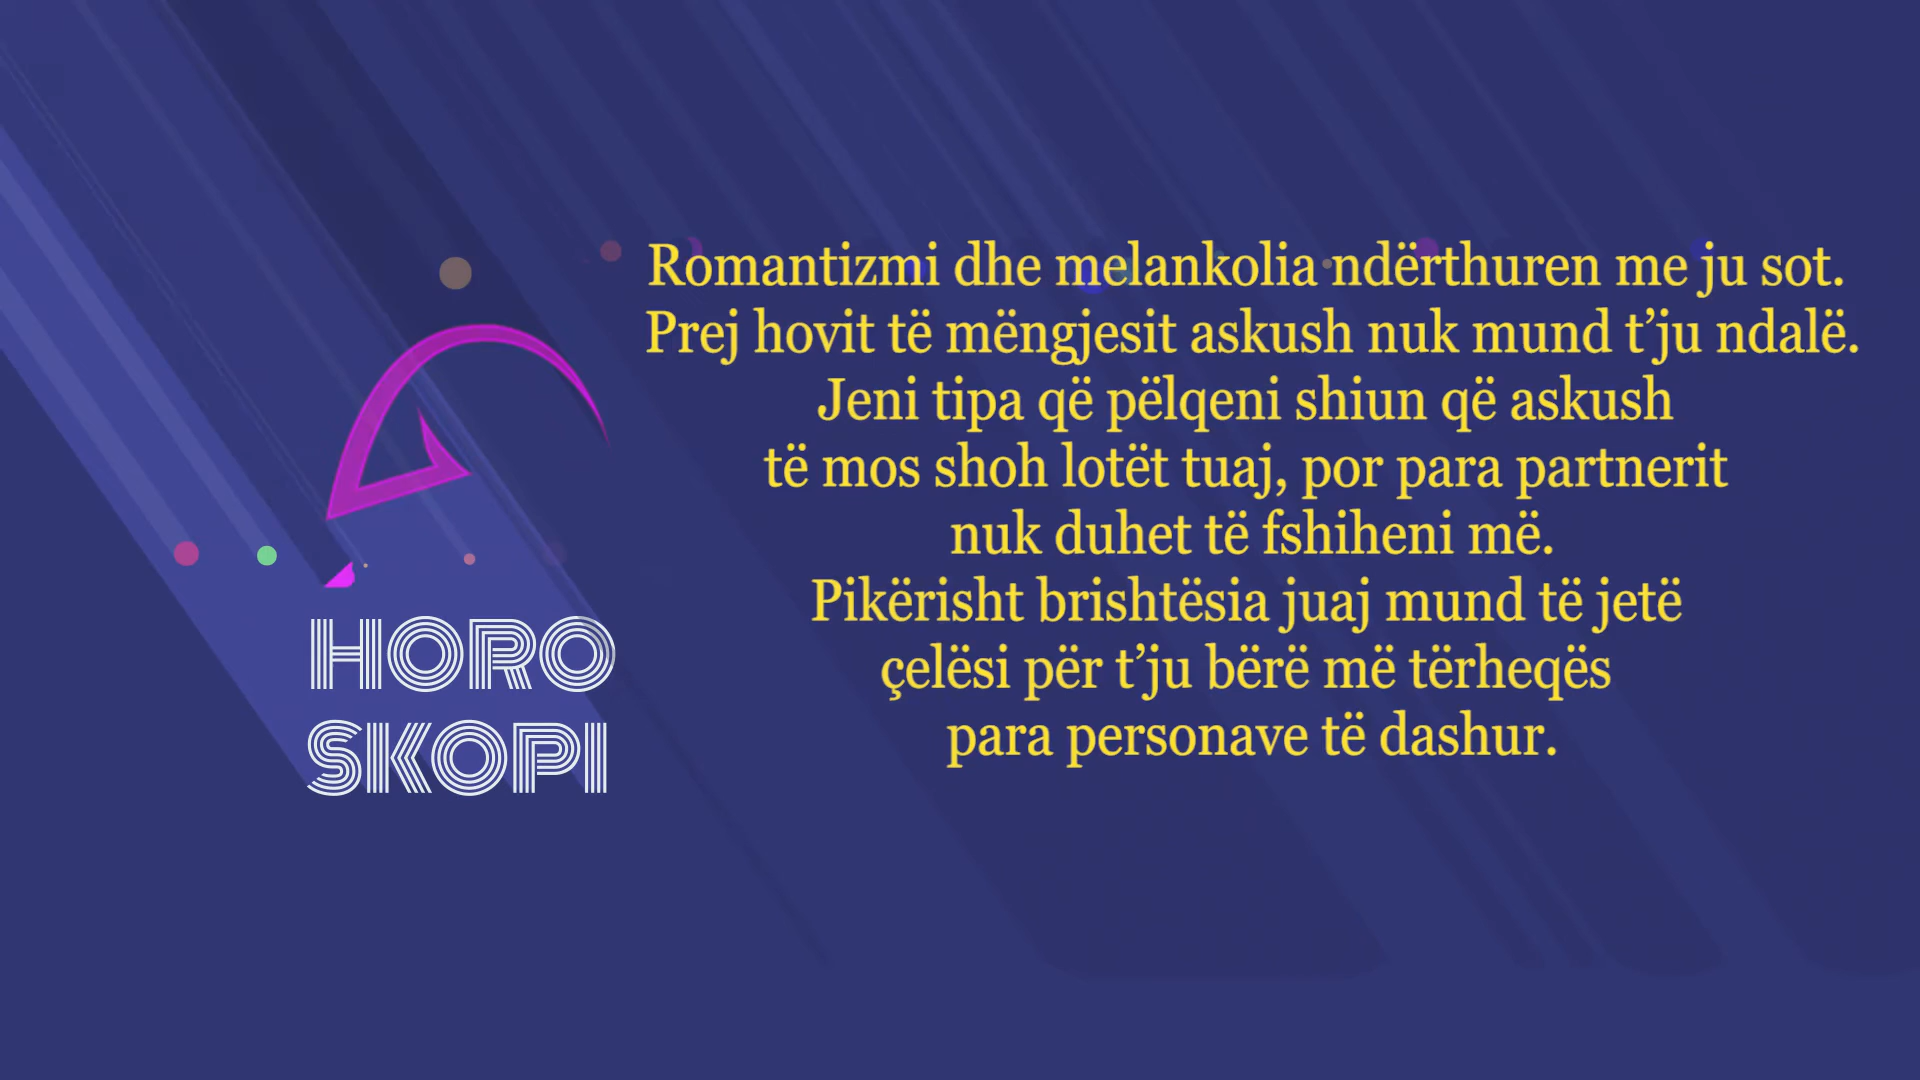 Romantizmi dhe melankolia ndërthuren me ju sot.
Prej hovit të mëngjesit askush nuk mund t’ju ndalë.
Jeni tipa që pëlqeni shiun që askush
të mos shoh lotët tuaj, por para partnerit
nuk duhet të fshiheni më.
Pikërisht brishtësia juaj mund të jetë
çelësi për t’ju bërë më tërheqës
para personave të dashur.
HORO
SKOPI